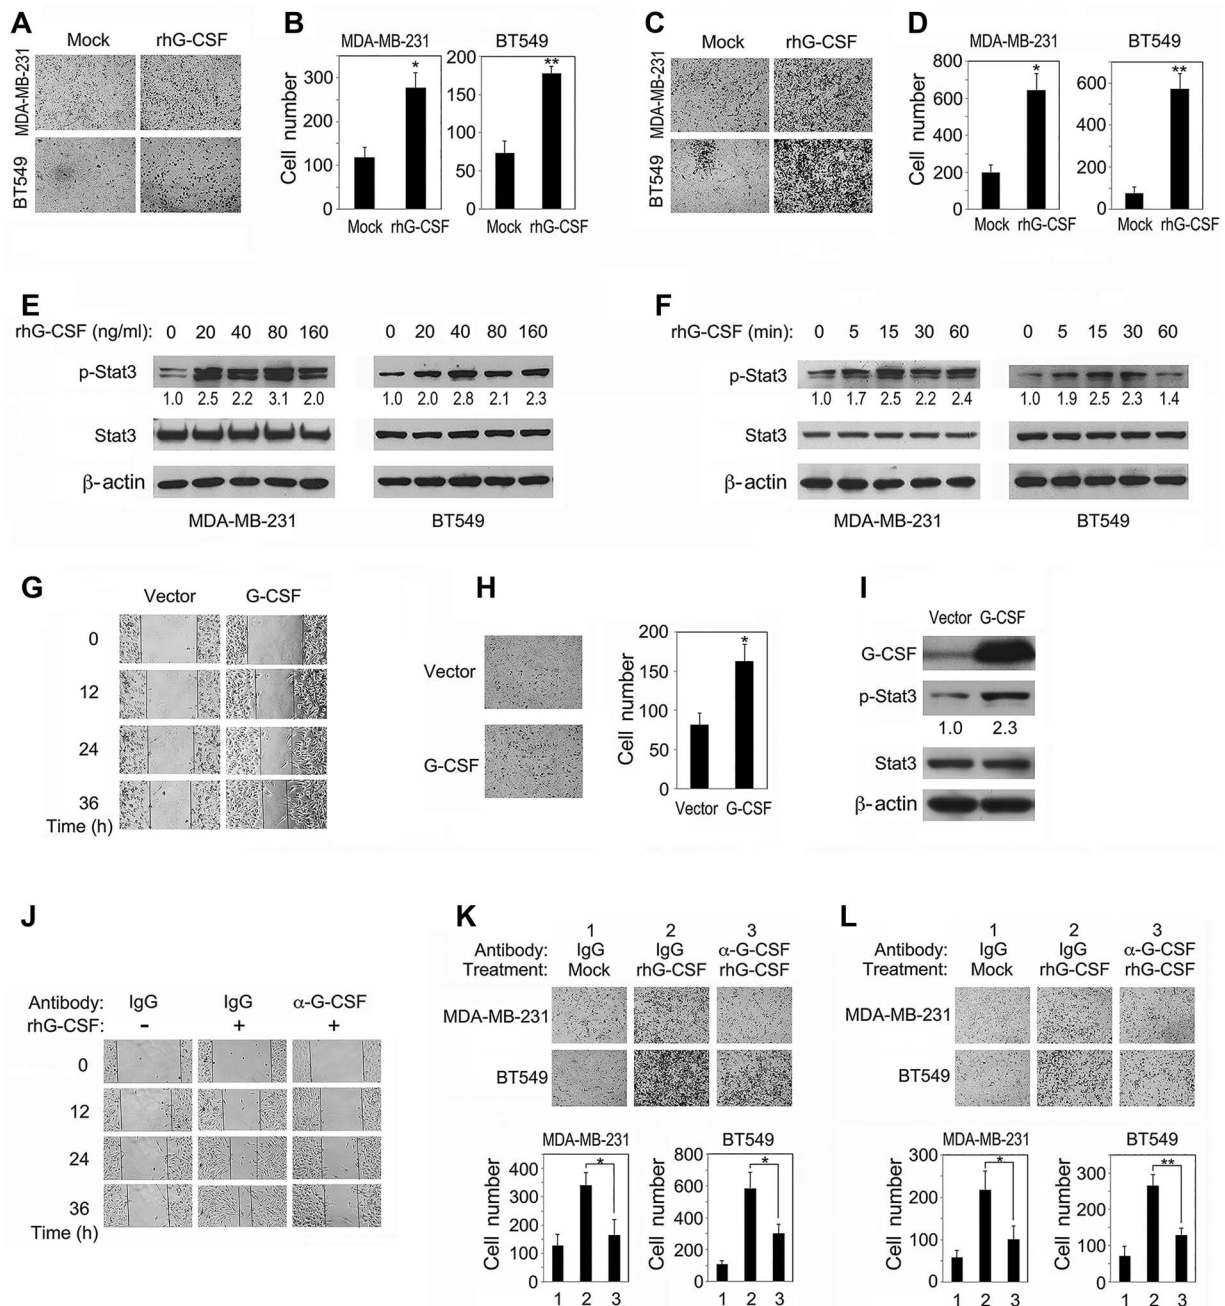 A
Mock rhG-CSF
MDA-MB-231
BT549
B
MDA-MB-231 BT549
Cell number
300
200
100
0
200
150
100
50
0
* **
Mock rhG-CSF Mock rhG-CSF
C
Mock rhG-CSF
MDA-MB-231
BT549
D
MDA-MB-231 BT549
Cell number
800
600
400
200
0
600
400
200
0
* **
Mock rhG-CSF Mock rhG-CSF
E
rhG-CSF (ng/ml): 0 20 40 80 160 0 20 40 80 160
p-Stat3
1.0 2.5 2.2 3.1 2.0 1.0 2.0 2.8 2.1 2.3
Stat3
β-actin
MDA-MB-231 BT549
F
rhG-CSF (min): 0 5 15 30 60 0 5 15 30 60
p-Stat3
1.0 1.7 2.5 2.2 2.4 1.0 1.9 2.5 2.3 1.4
Stat3
β-actin
MDA-MB-231 BT549
G
Vector G-CSF
0
12
24
36
Time (h)
H
Vector
G-CSF
Cell number
200
150
100
50
0
*
Vector G-CSF
I
Vector G-CSF
G-CSF
p-Stat3
1.0 2.3
Stat3
β-actin
J
Antibody: IgG IgG α-G-CSF
rhG-CSF: - + +
0
12
24
36
Time (h)
K
1 2 3
Antibody: IgG IgG α-G-CSF
Treatment: Mock rhG-CSF rhG-CSF
MDA-MB-231
BT549
MDA-MB-231 BT549
Cell number
400
300
200
100
0
*
1 2 3
Cell number
800
600
400
200
0
*
1 2 3
L
1 2 3
Antibody: IgG IgG α-G-CSF
Treatment: Mock rhG-CSF rhG-CSF
MDA-MB-231
BT549
MDA-MB-231 BT549
Cell number
300
200
100
0
*
1 2 3
Cell number
300
200
100
0
**
1 2 3